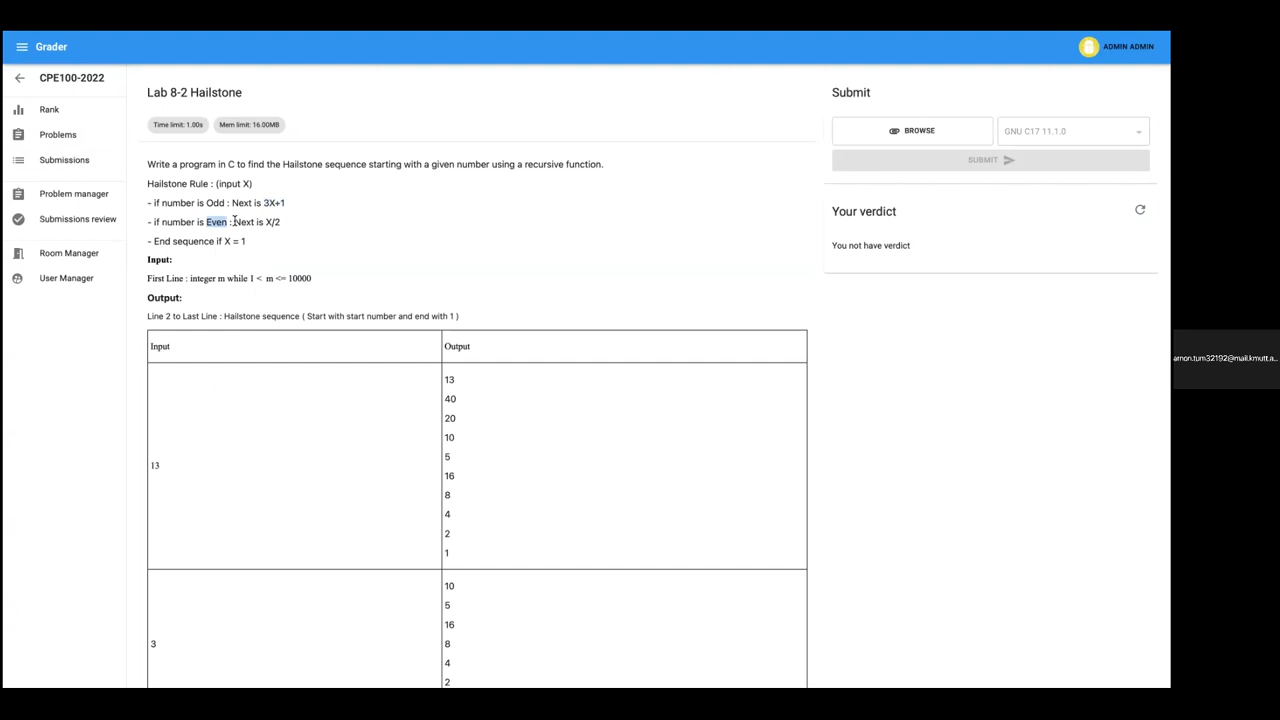 Grader
ADMIN ADMIN
CPE100-2022
Rank
Problems
Submissions
Problem manager
Submissions review
Room Manager
User Manager
Lab 8-2 Hailstone
Time limit: 1.00s
Mem limit: 16.00MB
Write a program in C to find the Hailstone sequence starting with a given number using a recursive function.
Hailstone Rule : (input X)
- if number is Odd : Next is 3X+1
- if number is Even : Next is X/2
- End sequence if X = 1
Input:
First Line : integer m while 1 < m <= 10000
Output:
Line 2 to Last Line : Hailstone sequence ( Start with start number and end with 1 )
Input
Output
13
13
40
20
10
5
16
8
4
2
1
3
10
5
16
8
4
2
Submit
BROWSE
GNU C17 11.1.0
SUBMIT
Your verdict
You not have verdict
arnon.tum32192@mail.kmutt.a...